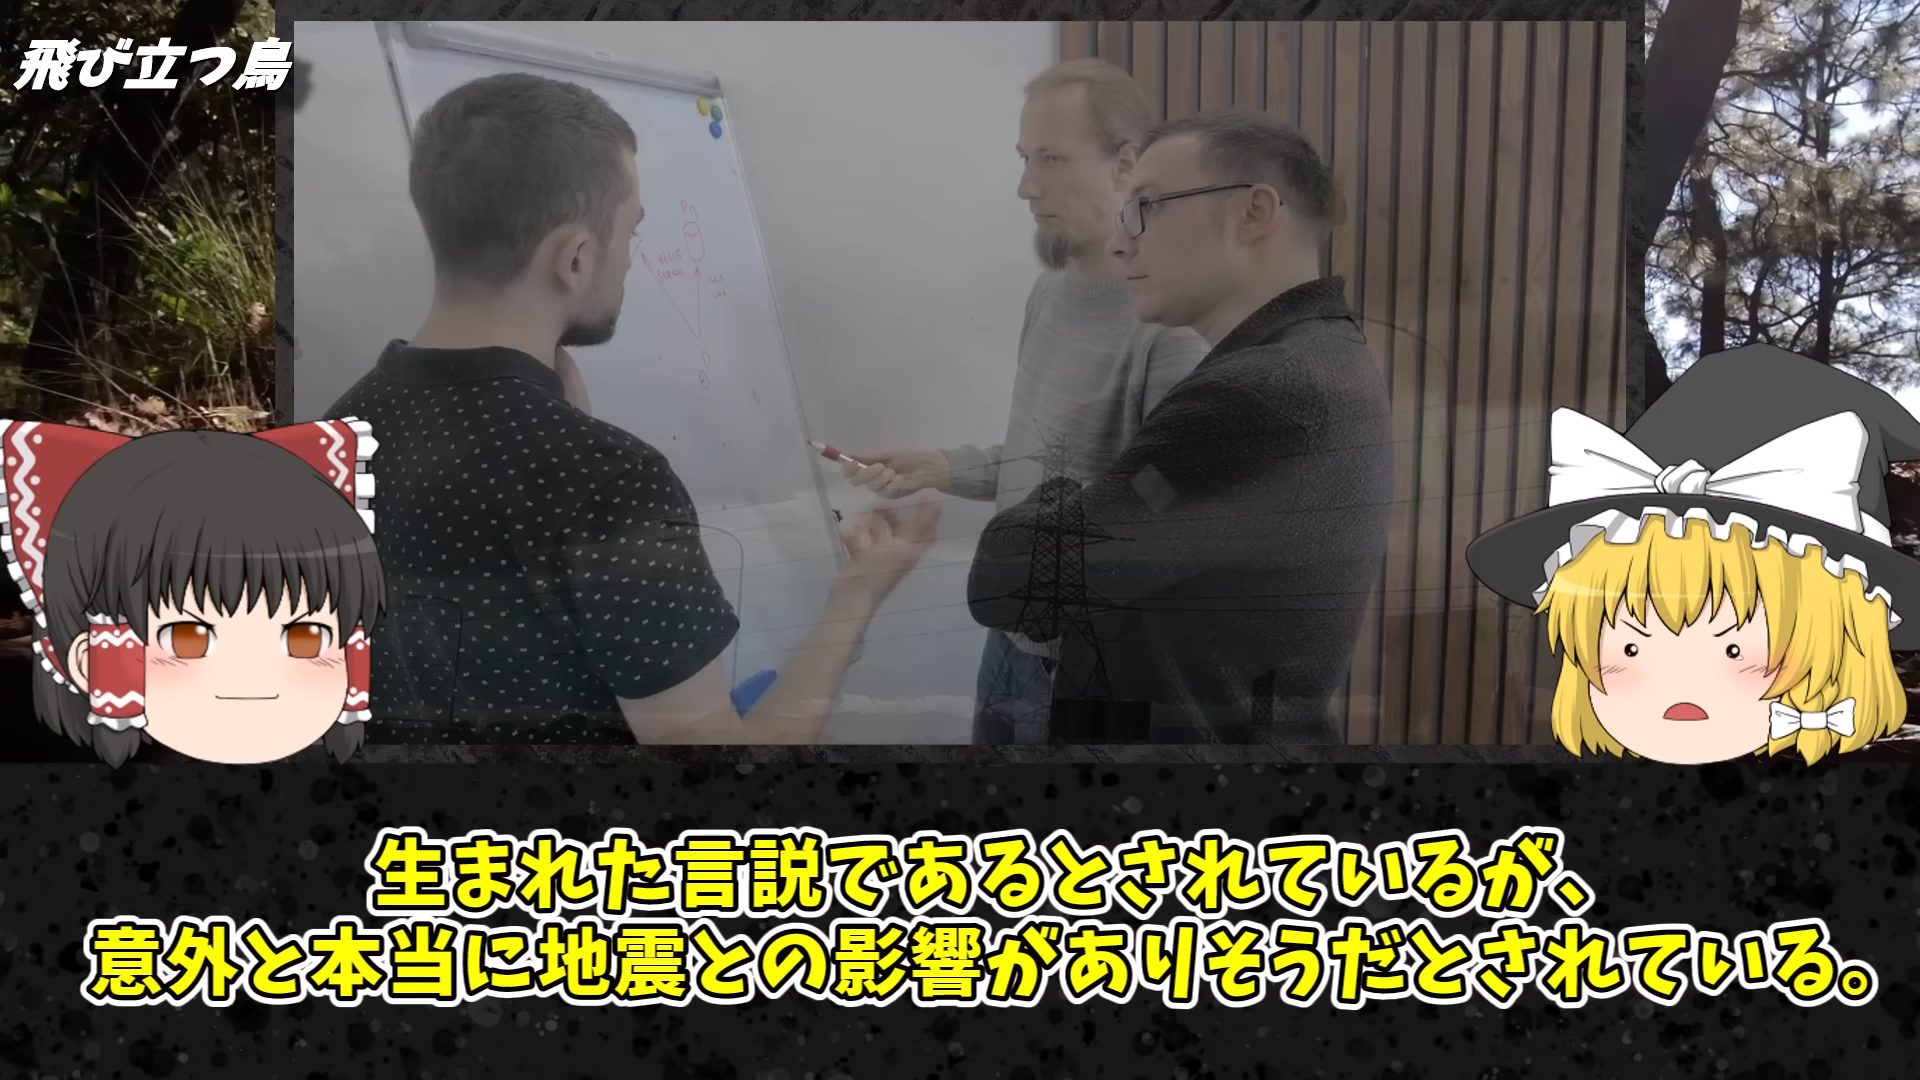 飛び立つ鳥
生まれた言説であるとされているが、
意外と本当に地震との影響がありそうだとされている。